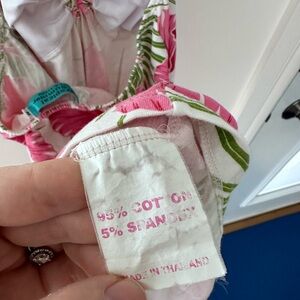 95% COTTON
5% SPANDEX
MADE IN THAILAND